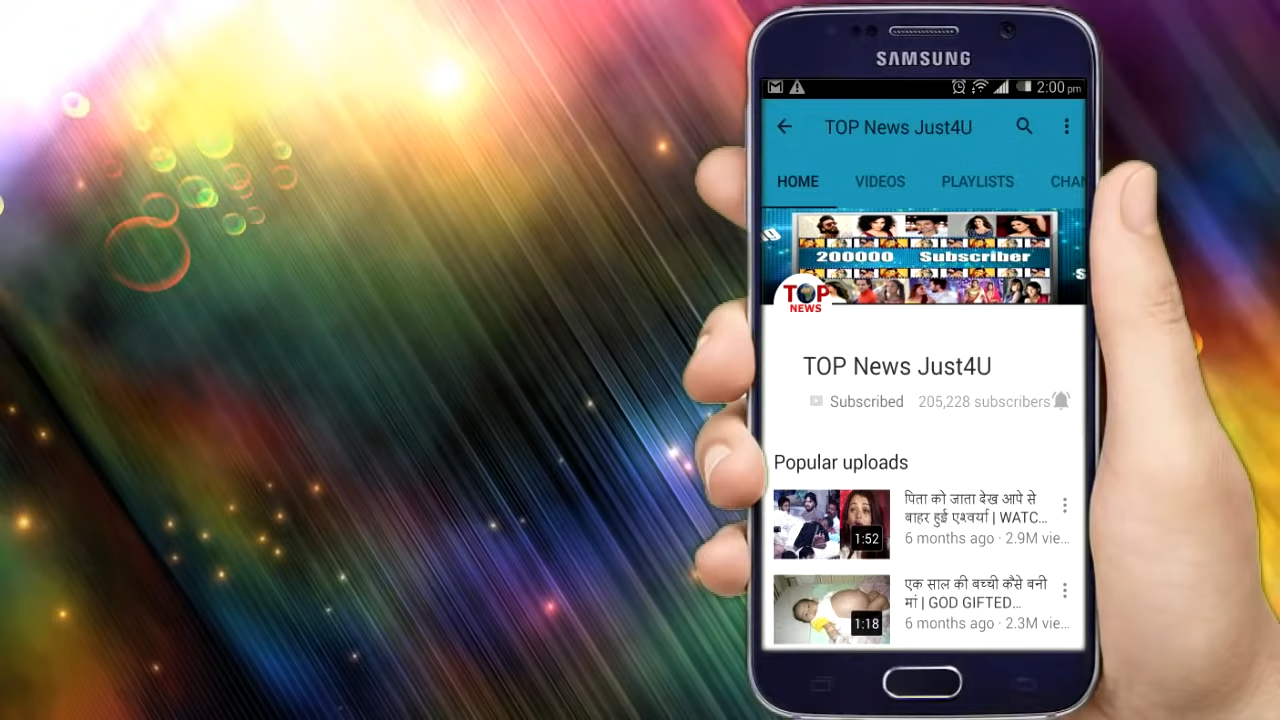 SAMSUNG
2:00 pm
TOP News Just4U
HOME VIDEOS PLAYLISTS CHAN
200000 Subscriber
TOP
NEWS
TOP News Just4U
Subscribed 205,228 subscribers
Popular uploads
पिता को जाता देख आपे से
बाहर हुई एश्वर्या | WATC...
1:52
6 months ago · 2.9M vie...
एक साल की बच्ची कैसे बनी
मां | GOD GIFTED...
1:18
6 months ago · 2.3M vie...